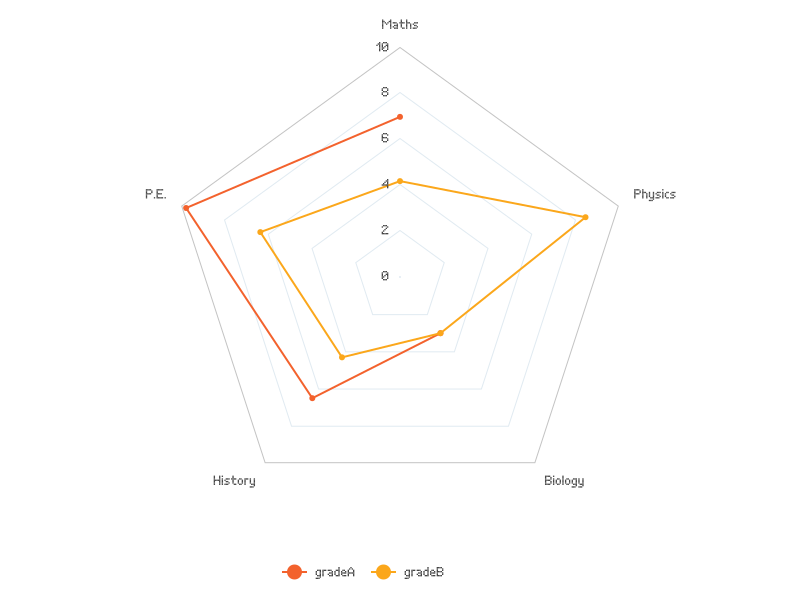 Maths
10
8
6
4
2
0
P.E.
Physics
History
Biology
gradeA
gradeB